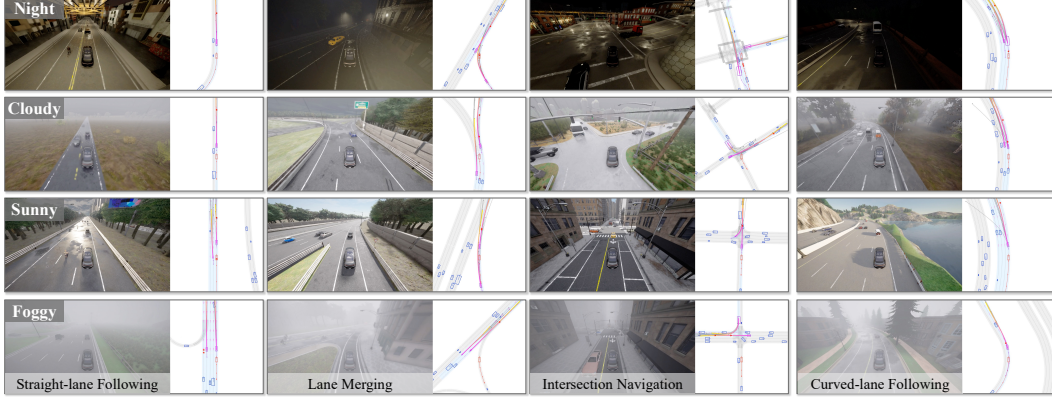 Night
Cloudy
Sunny
Foggy
Straight-lane Following
Lane Merging
Intersection Navigation
Curved-lane Following